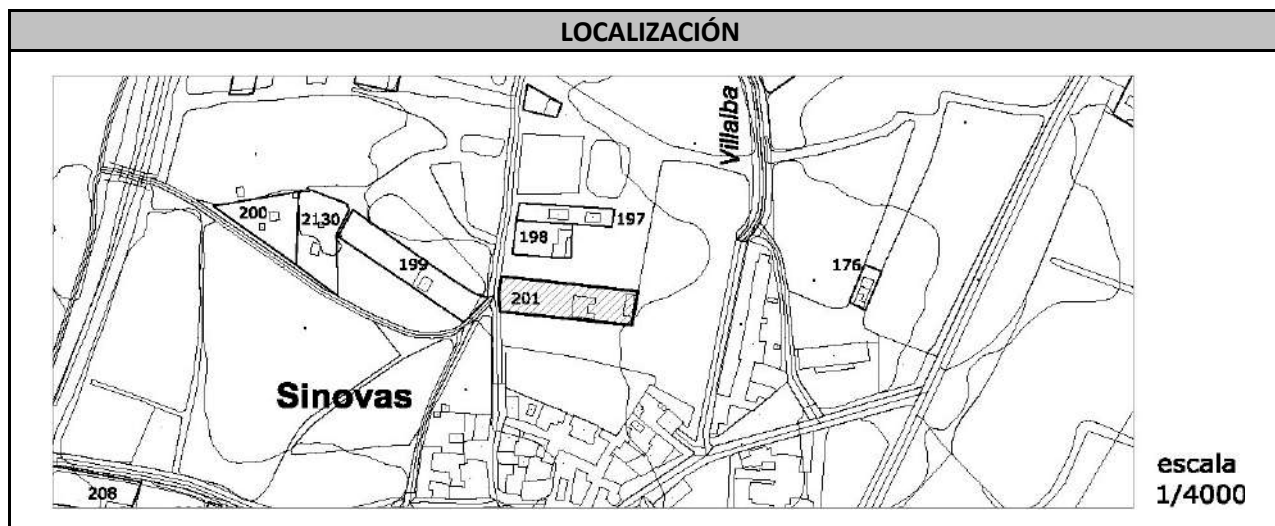 LOCALIZACIÓN
Villalba
200
2130
197
198
199
176
201
Sinovas
208
escala
1/4000